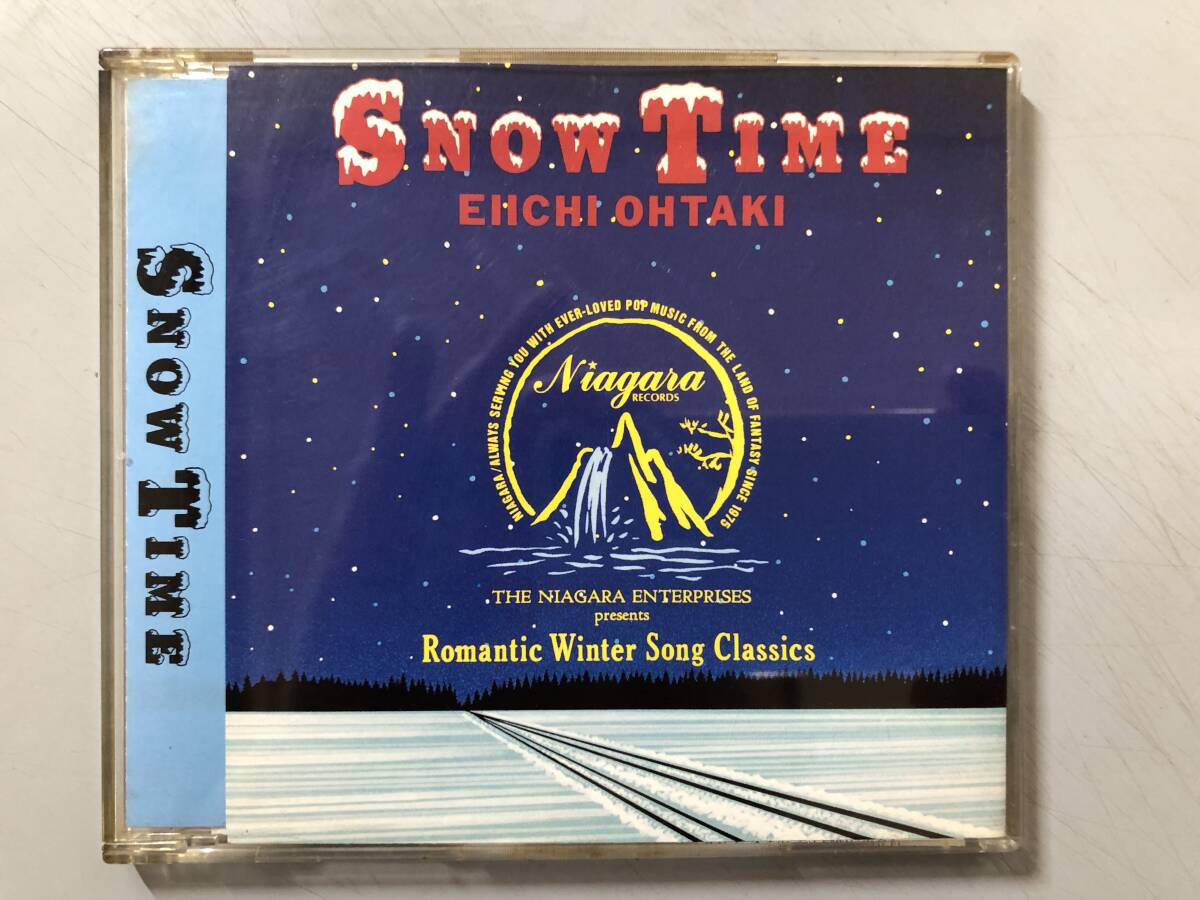 SNOW TIME
EIICHI OHTAKI
SNOW TIME
NIAGARA/ALWAYS SERVING YOU WITH EVER-LOVED POP MUSIC FROM THE LAND OF FANTASY SINCE 1975
Niagara
RECORDS
THE NIAGARA ENTERPRISES
presents
Romantic Winter Song Classics